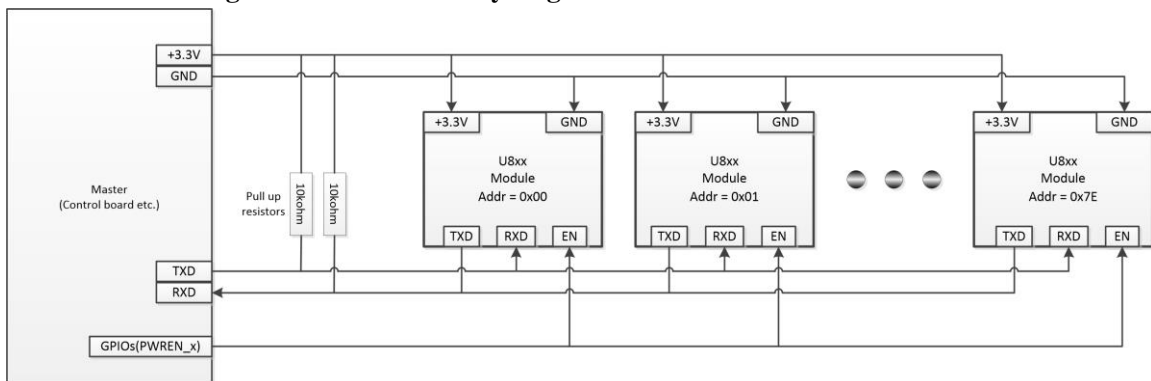 +3.3V
GND
+3.3V
GND
+3.3V
GND
+3.3V
GND
U8xx
Module
Addr = 0x00
U8xx
Module
Addr = 0x01
U8xx
Module
Addr = 0x7E
Master
(Control board etc.)
Pull up
resistors
10kohm
10kohm
TXD
RXD
EN
TXD
RXD
EN
TXD
RXD
EN
TXD
RXD
GPIOs(PWREN_x)